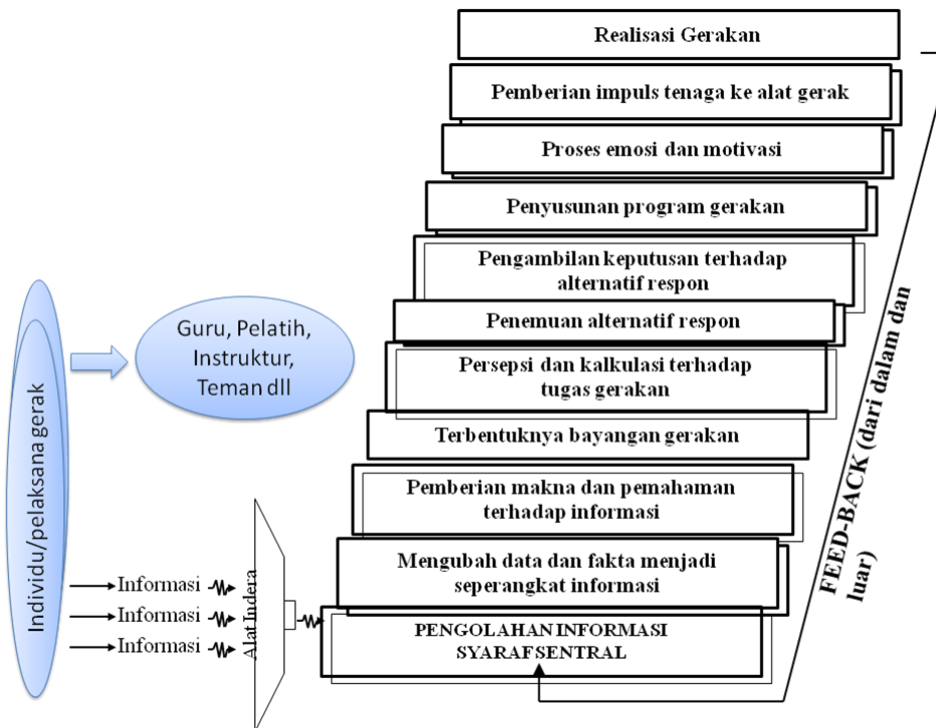 Realisasi Gerakan
Pemberian impuls tenaga ke alat gerak
Proses emosi dan motivasi
Penyusunan program gerakan
Pengambilan keputusan terhadap
alternatif respon
Penemuan alternatif respon
Persepsi dan kalkulasi terhadap
tugas gerakan
Terbentuknya bayangan gerakan
Pemberian makna dan pemahaman
terhadap informasi
Mengubah data dan fakta menjadi
seperangkat informasi
PENGOLAHAN INFORMASI
SYARAF SENTRAL
Guru, Pelatih,
Instruktur,
Teman dll
Individu/pelaksana gerak
Informasi
Informasi
Informasi
Alat Indera
FEED-BACK (dari dalam dan
luar)